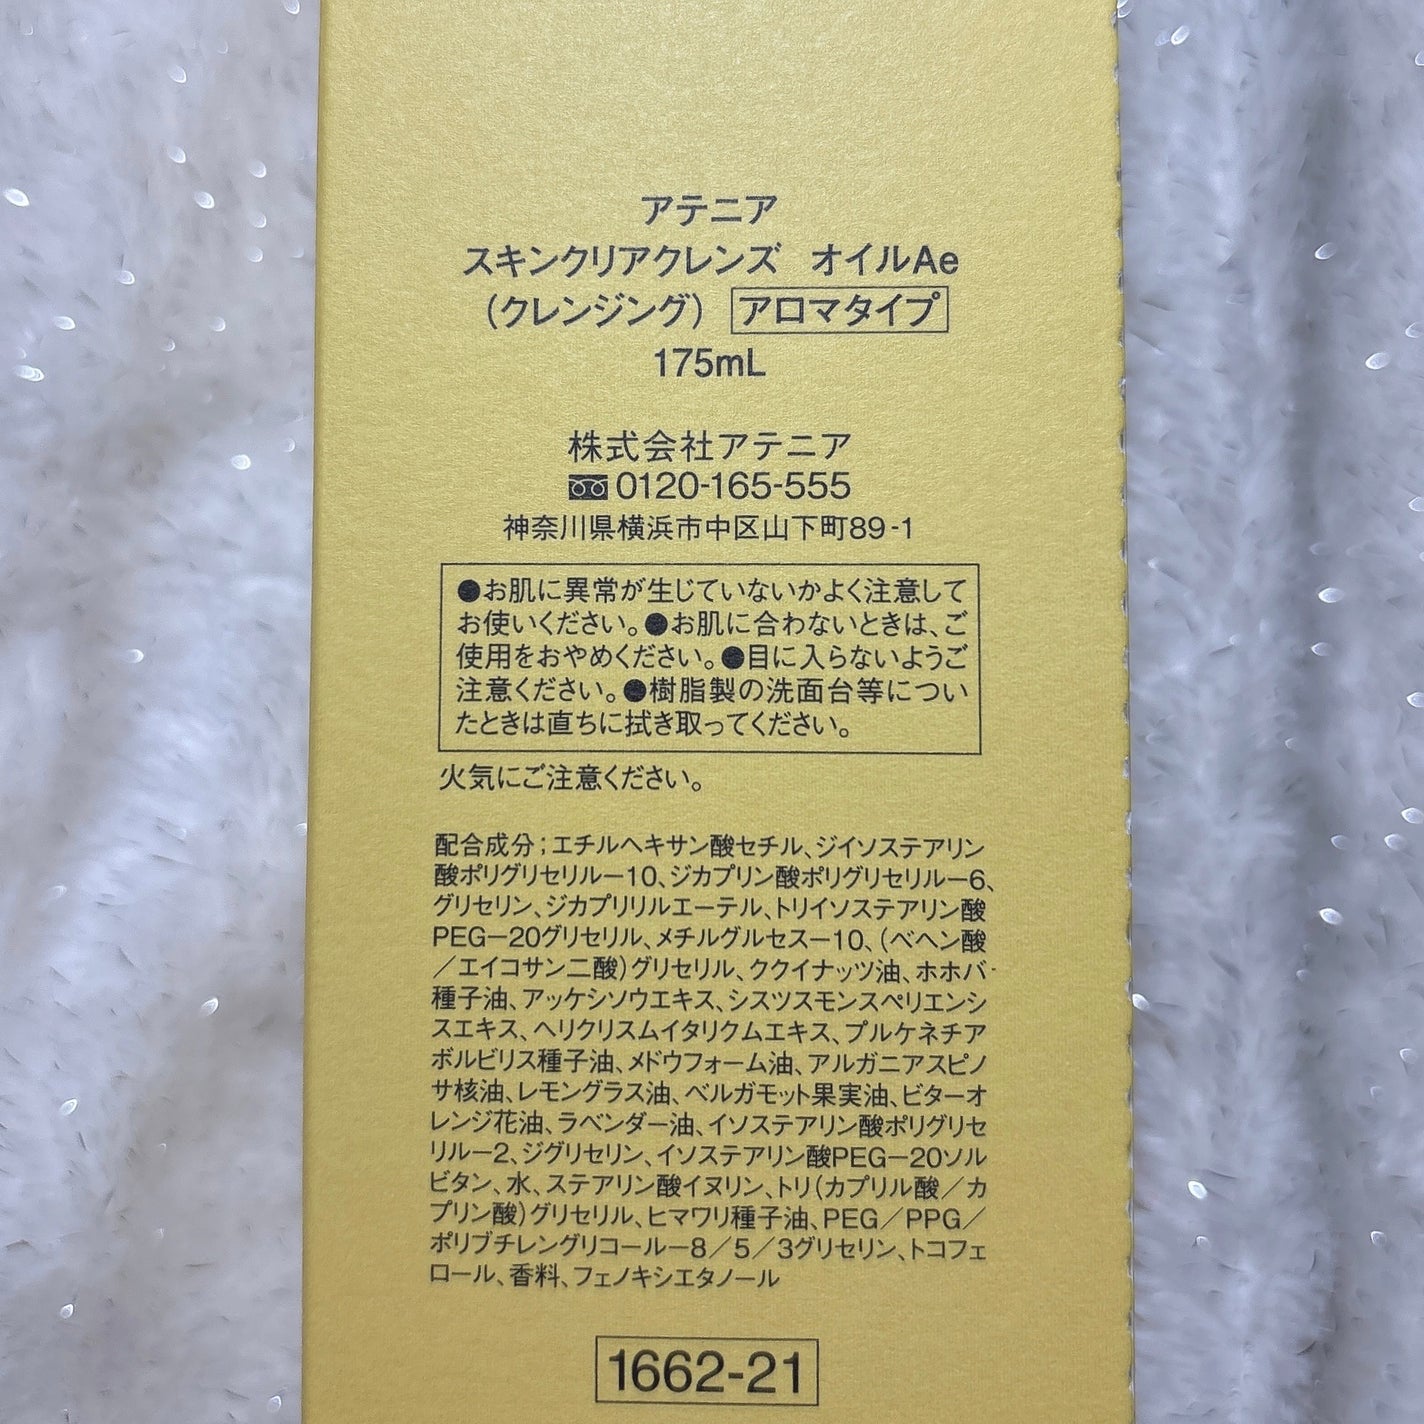 アテニア
スキンクリアクレンズ オイルAe
(クレンジング) アロマタイプ
175mL
株式会社アテニア
0120-165-555
神奈川県横浜市中区山下町89-1
●お肌に異常が生じていないかよく注意して
お使いください。●お肌に合わないときは、ご
使用をおやめください。●目に入らないようご
注意ください。●樹脂製の洗面台等につい
たときは直ちに拭き取ってください。
火気にご注意ください。
配合成分;エチルヘキサン酸セチル、ジイソステアリン
酸ポリグリセリルー10、ジカプリン酸ポリグリセリルー6、
グリセリン、ジカプリリルエーテル、トリイソステアリン酸
PEGー20グリセリル、メチルグルセスー10、(ベヘン酸
/エイコサン二酸)グリセリル、ククイナッツ油、ホホバ
種子油、アッケシソウエキス、シスツスモンスペリエンシ
スエキス、ヘリクリスムイタリクムエキス、プルケネチア
ボルビリス種子油、メドウフォーム油、アルガニアスピノ
サ核油、レモングラス油、ベルガモット果実油、ビターオ
レンジ花油、ラベンダー油、イソステアリン酸ポリグリセ
リルー2、ジグリセリン、イソステアリン酸PEGー20ソル
ビタン、水、ステアリン酸イヌリン、トリ(カプリル酸/カ
プリン酸)グリセリル、ヒマワリ種子油、PEG/PPG/
ポリブチレングリコールー8/5/3グリセリン、トコフェ
ロール、香料、フェノキシエタノール
1662-21